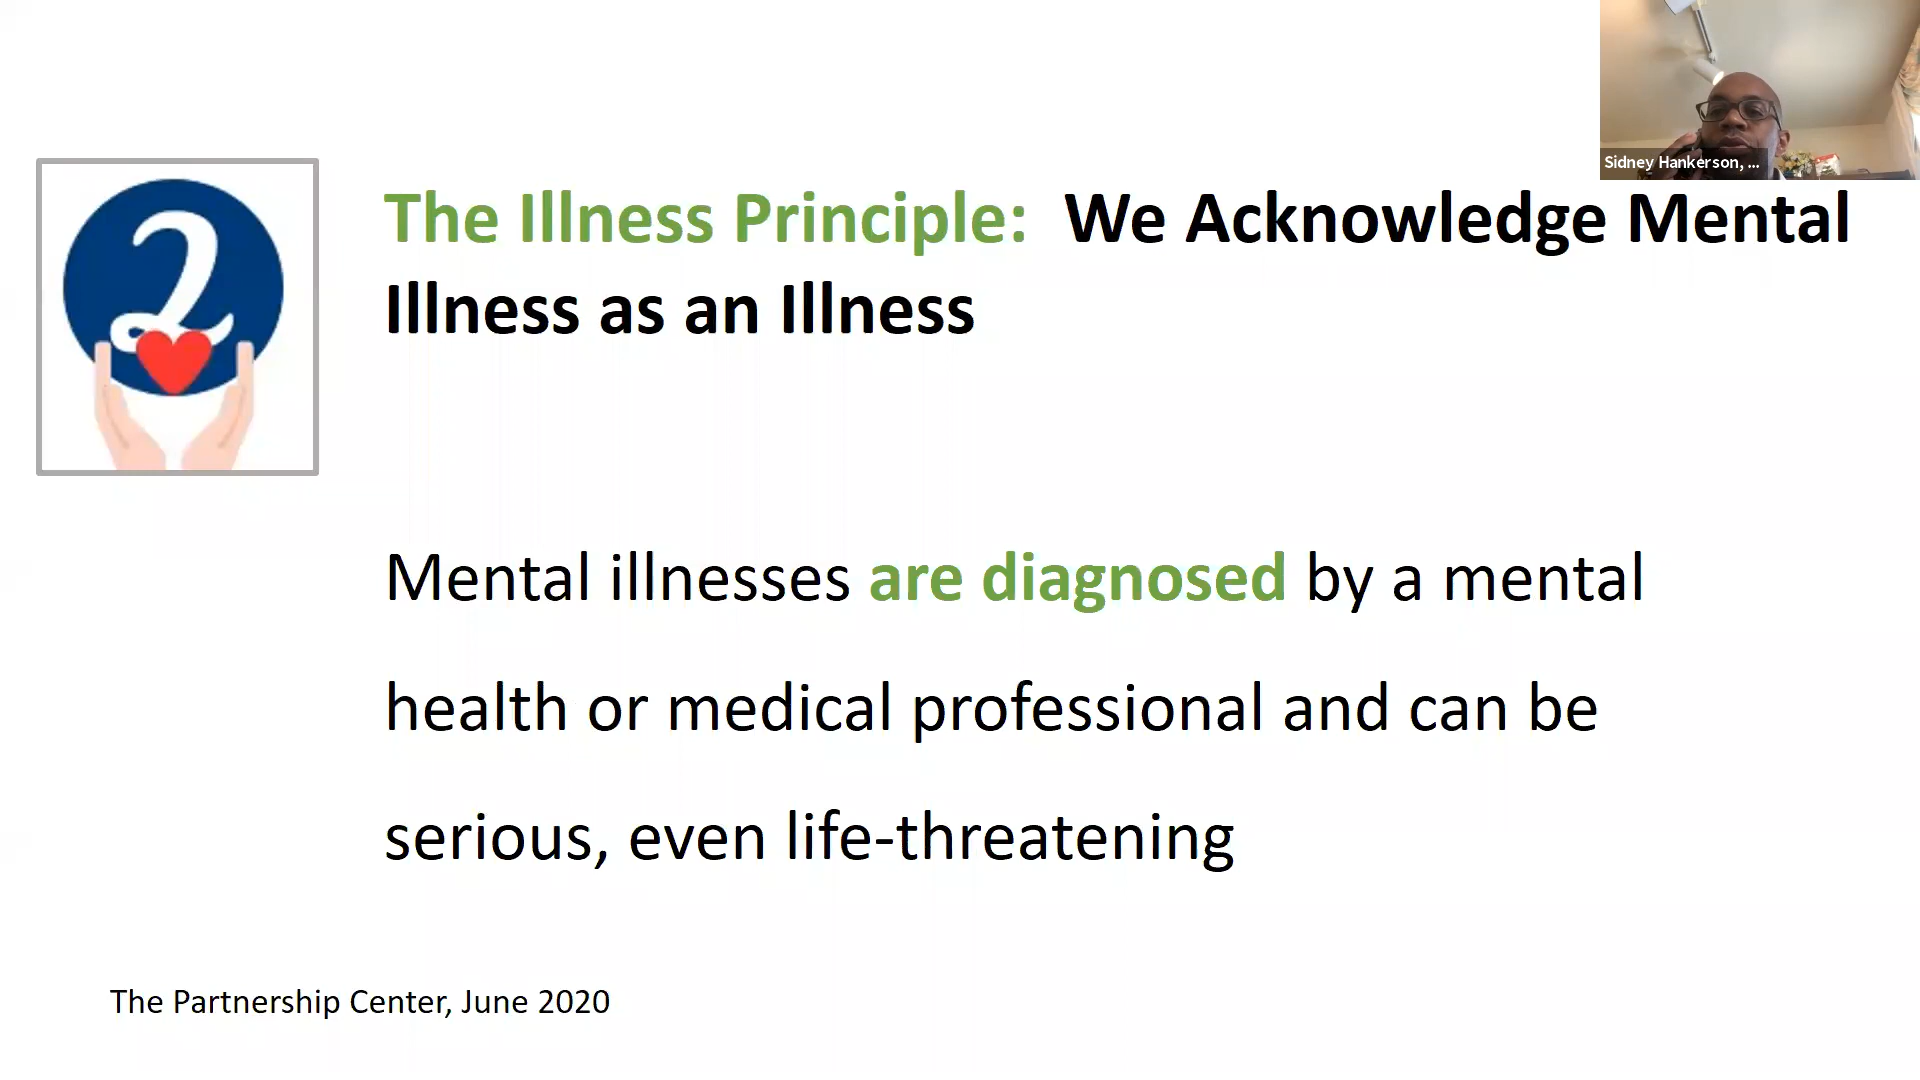 Sidney Hankerson, ...
2
The Illness Principle: We Acknowledge Mental
Illness as an Illness
Mental illnesses are diagnosed by a mental
health or medical professional and can be
serious, even life-threatening
The Partnership Center, June 2020